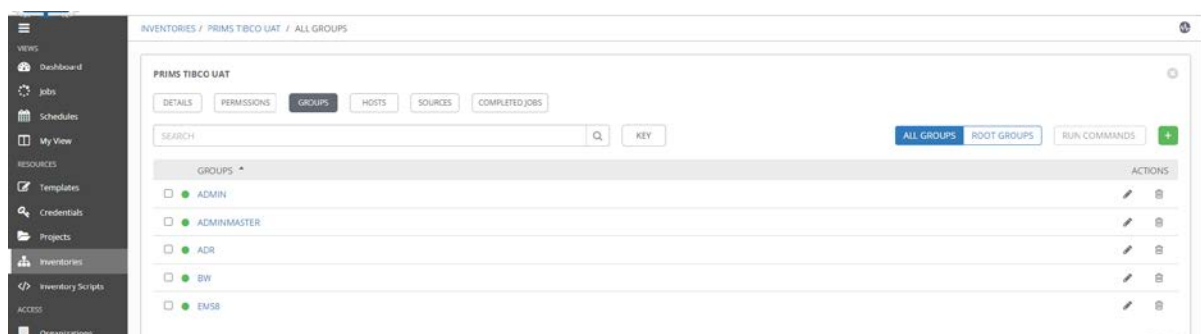 INVENTORIES / PRIMS TIBCO UAT / ALL GROUPS
VIEWS
Dashboard
Jobs
Schedules
My View
RESOURCES
Templates
Credentials
Projects
Inventories
Inventory Scripts
ACCESS
Organizations
PRIMS TIBCO UAT
DETAILS PERMISSIONS GROUPS HOSTS SOURCES COMPLETED JOBS
SEARCH KEY ALL GROUPS ROOT GROUPS RUN COMMANDS +
GROUPS ACTIONS
ADMIN
ADMINMASTER
ADR
BW
EMS8